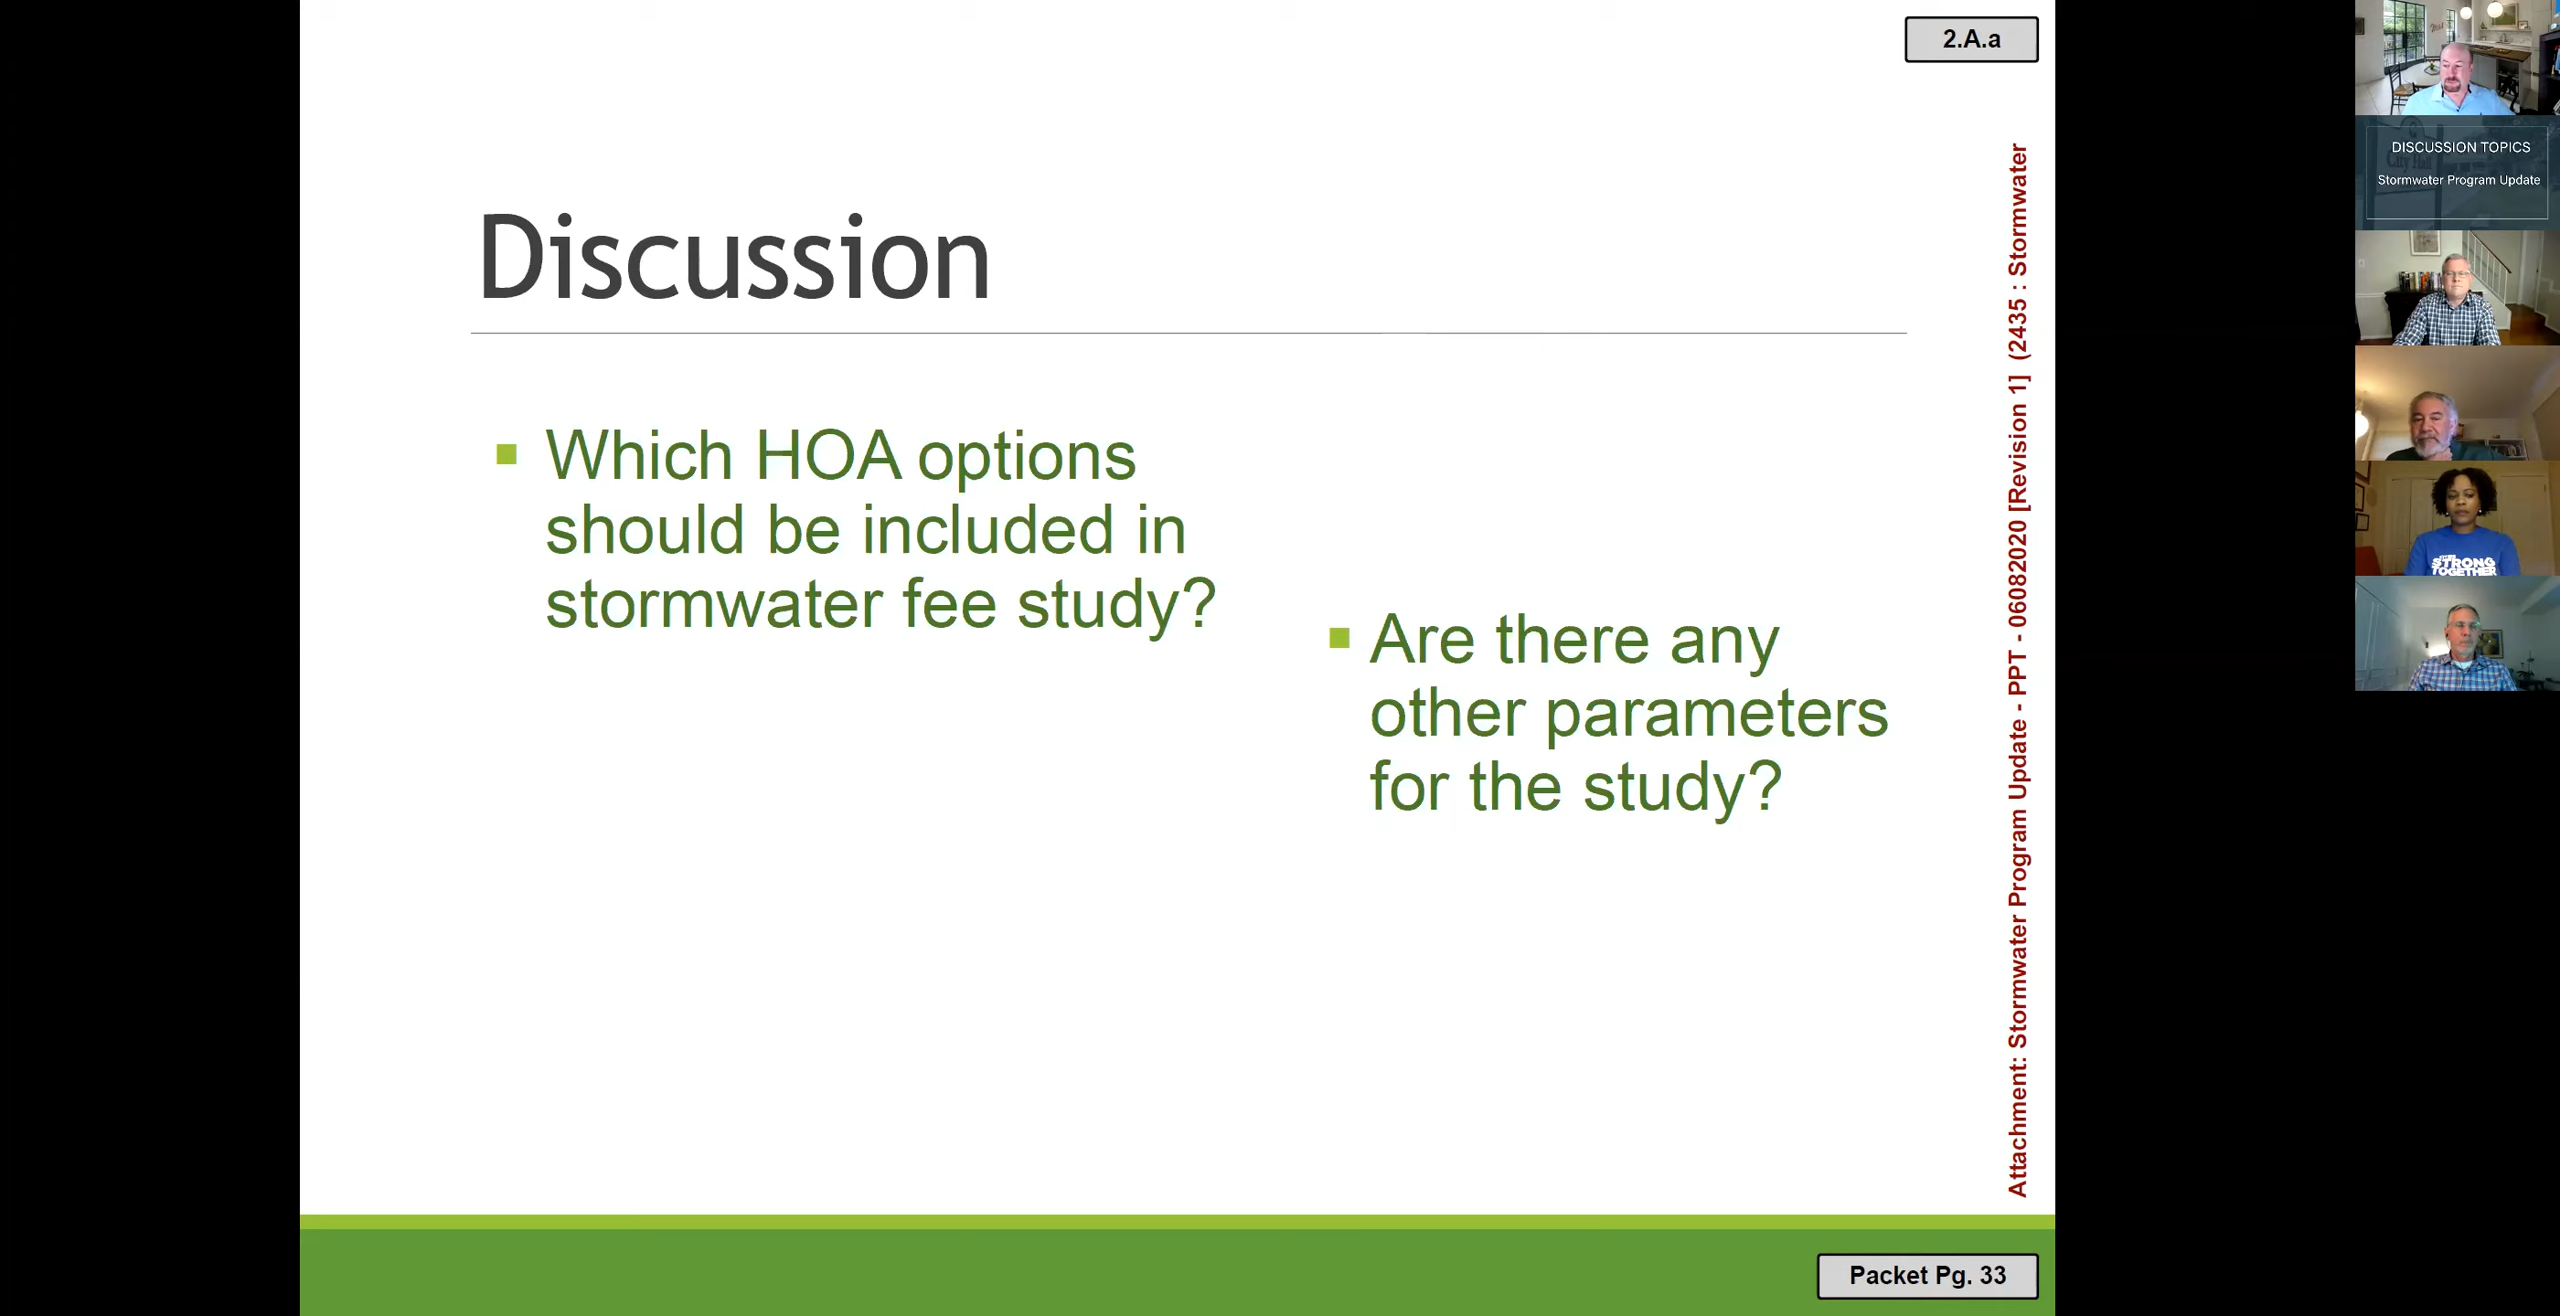 2.A.a
Discussion
Which HOA options
should be included in
stormwater fee study?
Are there any
other parameters
for the study?
Attachment: Stormwater Program Update - PPT - 06082020 [Revision 1] (2435 : Stormwater
Packet Pg. 33
DISCUSSION TOPICS
City Hall
Stormwater Program Update
STRONG
TOGETHER